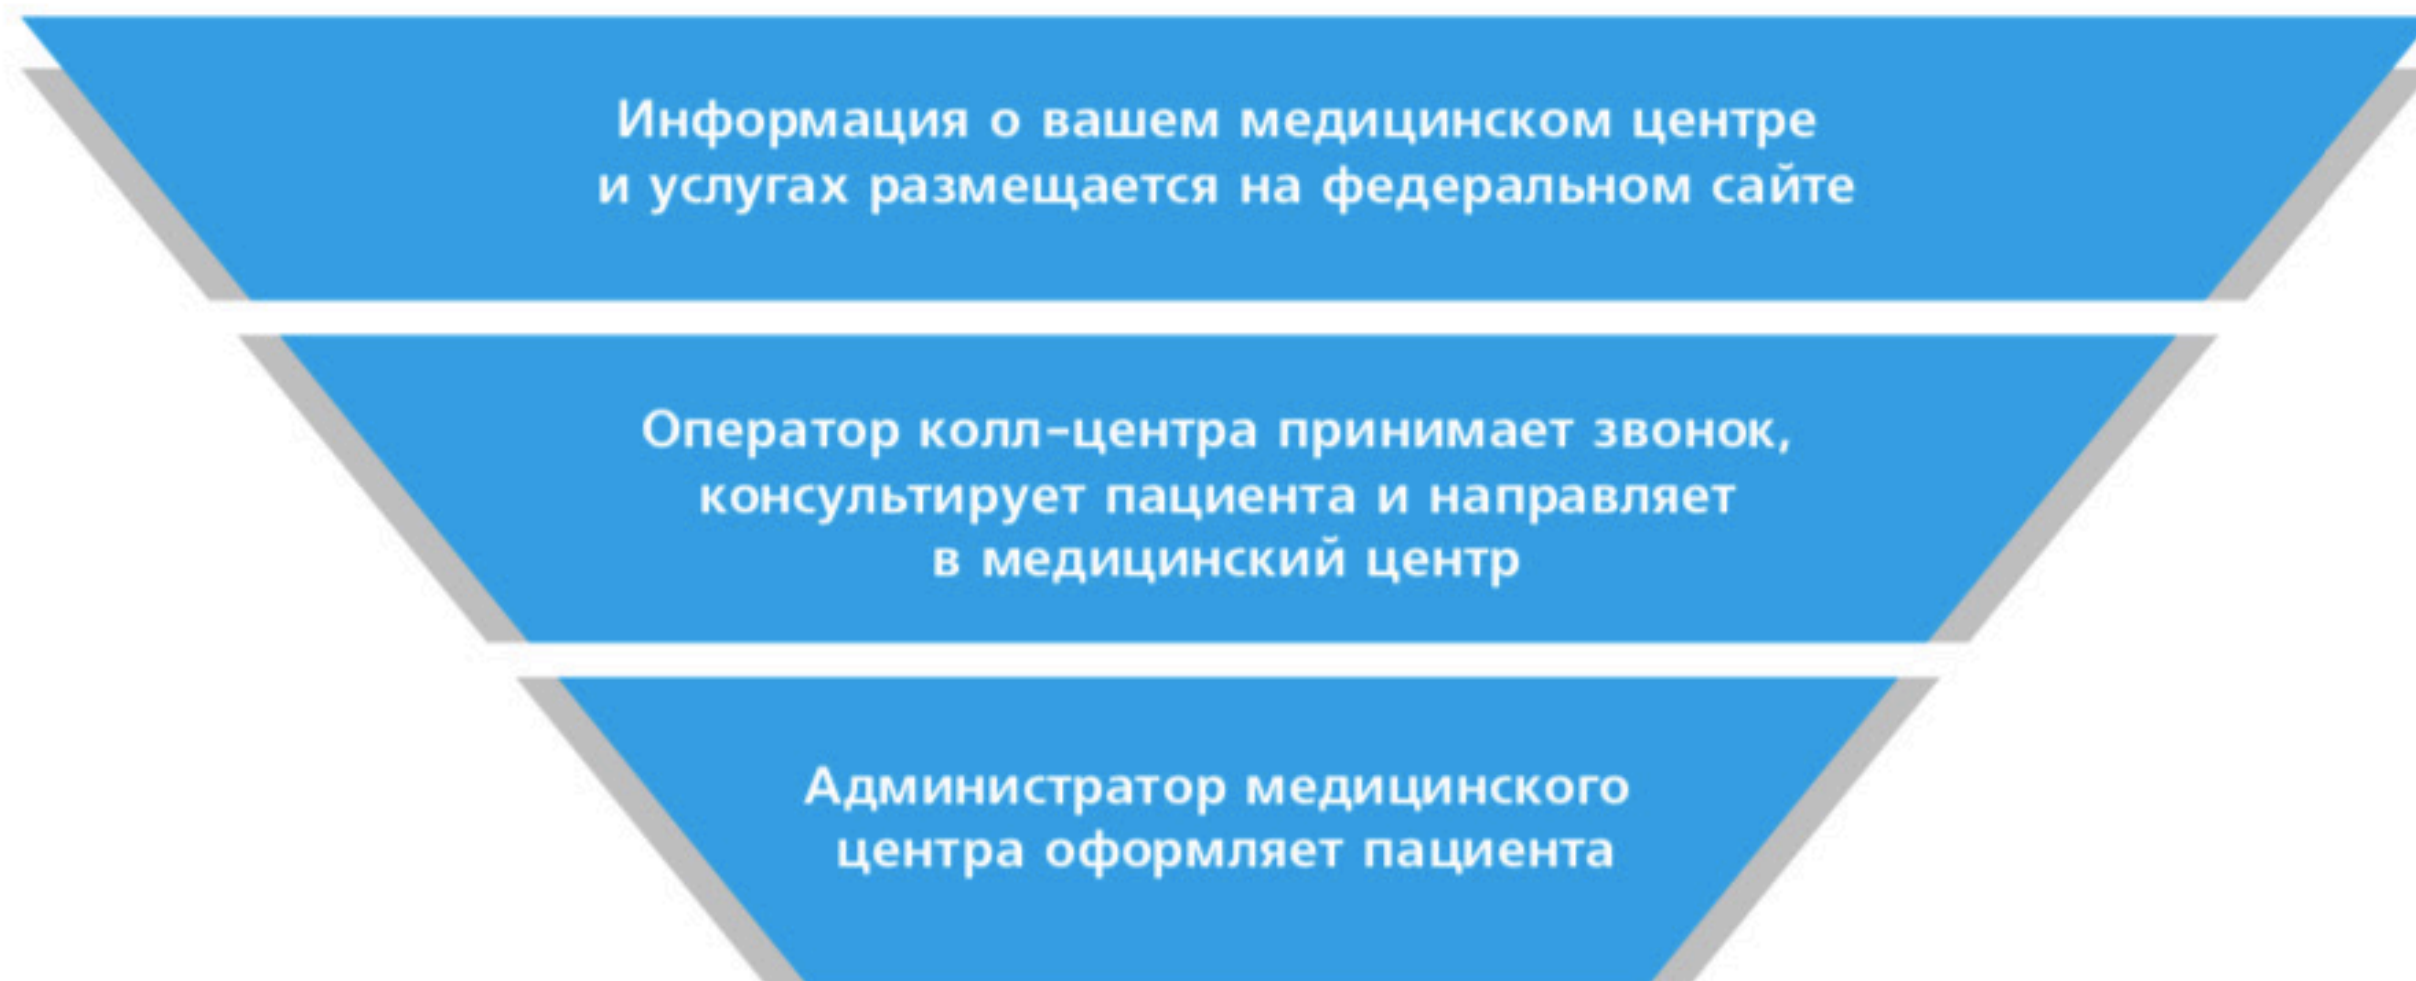 Информация о вашем медицинском центре
и услугах размещается на федеральном сайте
Оператор колл-центра принимает звонок,
консультирует пациента и направляет
в медицинский центр
Администратор медицинского
центра оформляет пациента